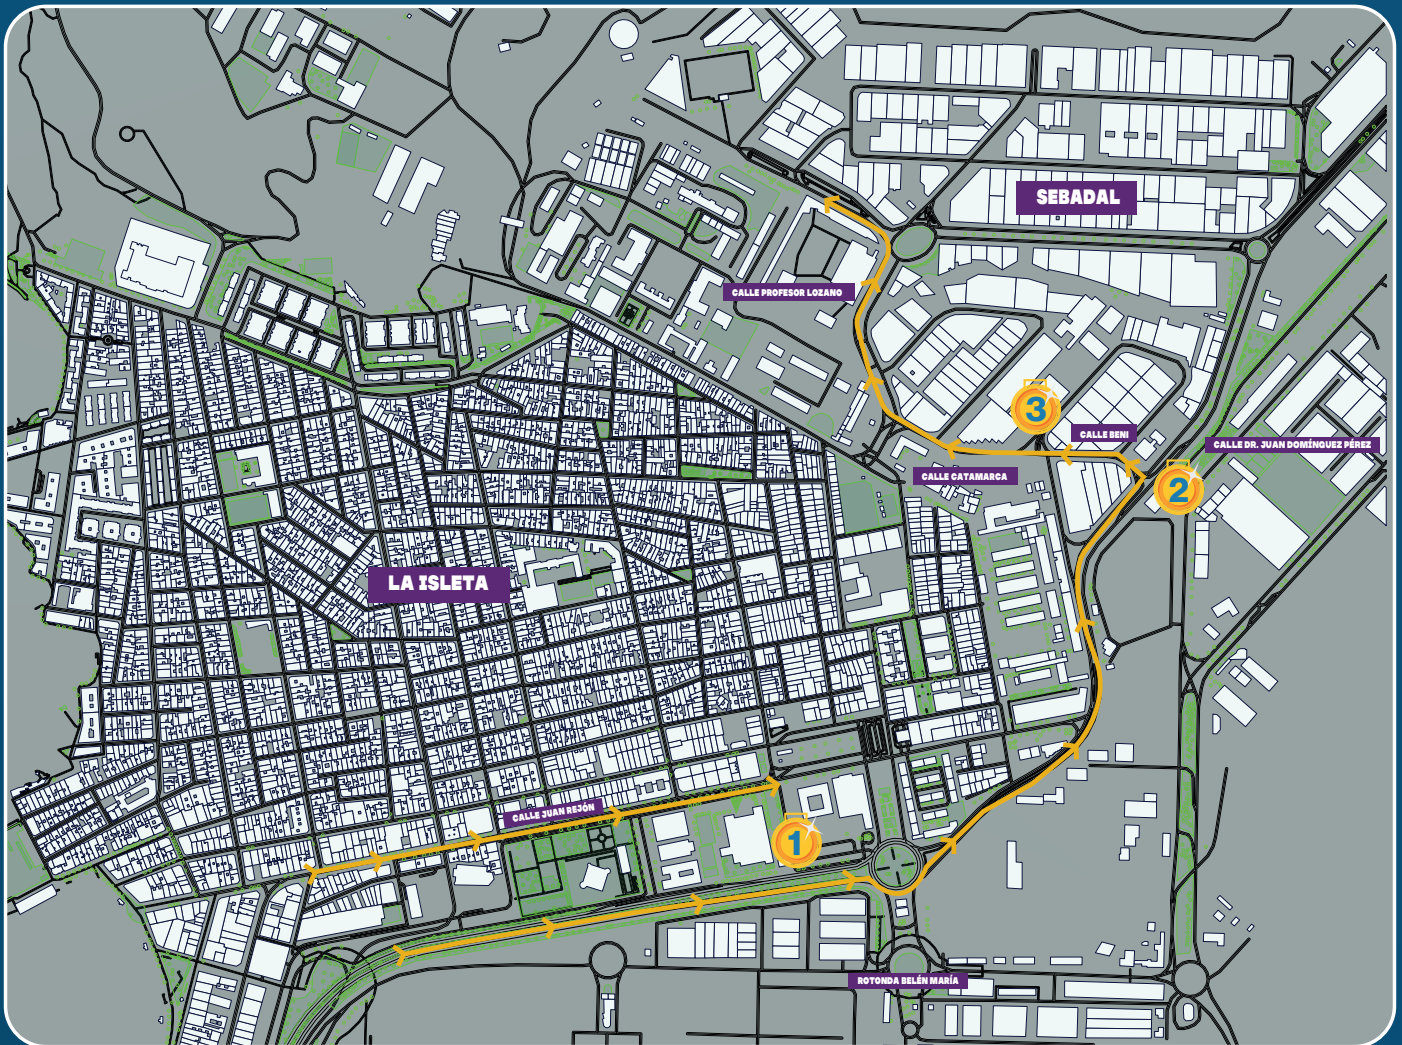 SEBADAL
CALLE PROFESOR LOZANO
3
CALLE BENI
CALLE DR. JUAN DOMÍNGUEZ PÉREZ
CALLE CATAMARCA
2
LA ISLETA
CALLE JUAN REJÓN
1
ROTONDA BELÉN MARÍA